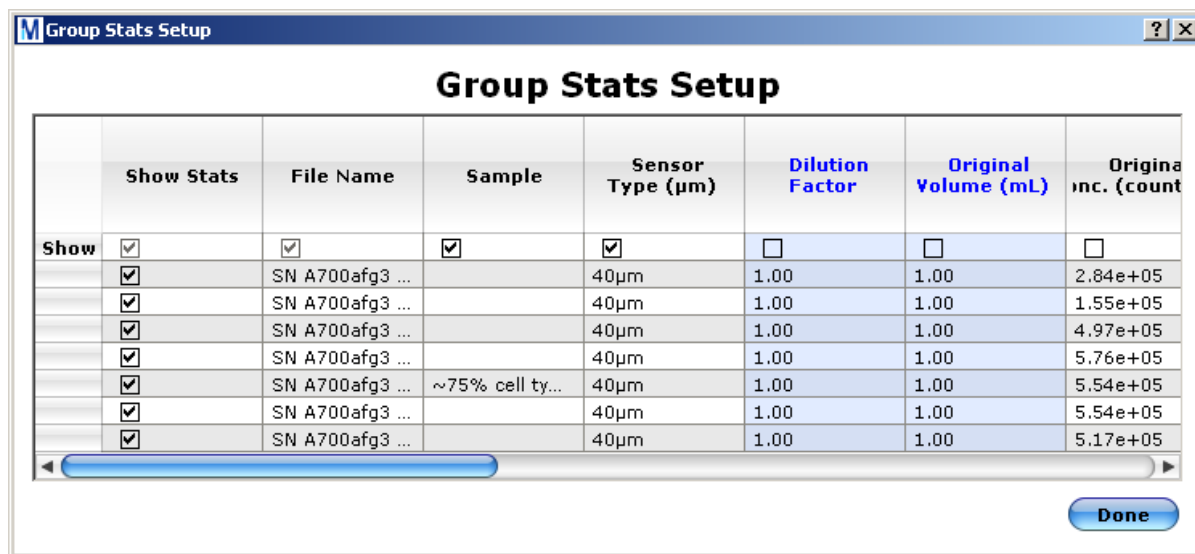 M Group Stats Setup
Group Stats Setup
Show Stats File Name Sample Sensor Type (µm) Dilution Factor Original Volume (mL) Origina onc. (count
Show
SN A700afg3 ... 40µm 1.00 1.00 2.84e+05
SN A700afg3 ... 40µm 1.00 1.00 1.55e+05
SN A700afg3 ... 40µm 1.00 1.00 4.97e+05
SN A700afg3 ... 40µm 1.00 1.00 5.76e+05
SN A700afg3 ... ~75% cell ty... 40µm 1.00 1.00 5.54e+05
SN A700afg3 ... 40µm 1.00 1.00 5.54e+05
SN A700afg3 ... 40µm 1.00 1.00 5.17e+05
Done